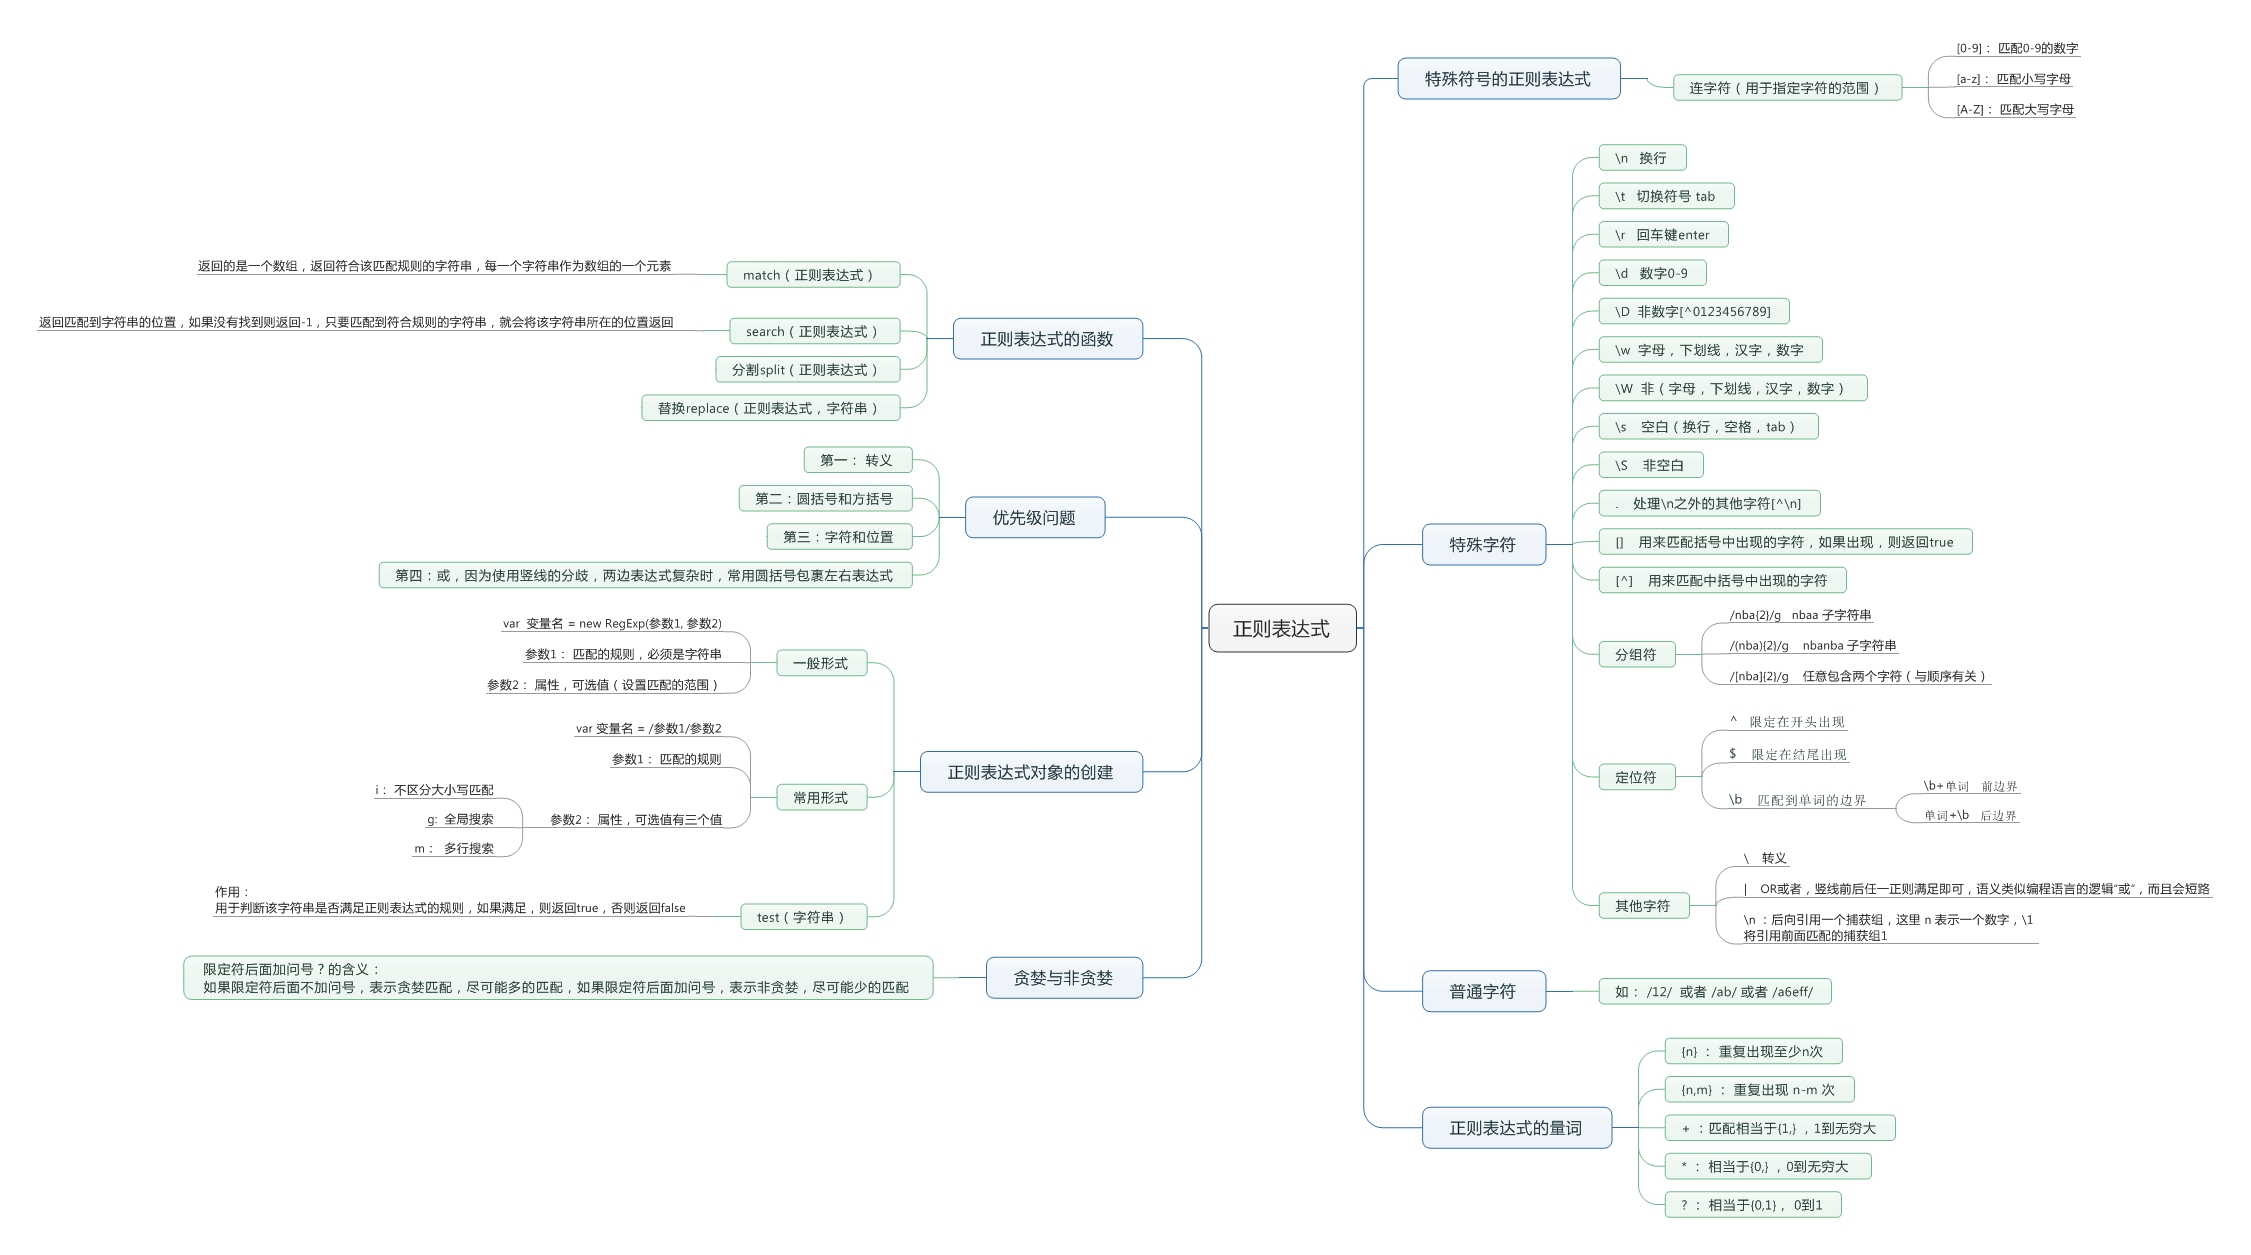 正则表达式
特殊符号的正则表达式
连字符（用于指定字符的范围）
[0-9]： 匹配0-9的数字
[a-z]： 匹配小写字母
[A-Z]： 匹配大写字母
特殊字符
\n 换行
\t 切换符号 tab
\r 回车键enter
\d 数字0-9
\D 非数字[^0123456789]
\w 字母，下划线，汉字，数字
\W 非（字母，下划线，汉字，数字）
\s 空白（换行，空格，tab）
\S 非空白
. 处理\n之外的其他字符[^\n]
[] 用来匹配括号中出现的字符，如果出现，则返回true
[^] 用来匹配中括号中出现的字符
分组符
/nba{2}/g nbaa 子字符串
/(nba){2}/g nbanba 子字符串
/[nba]{2}/g 任意包含两个字符（与顺序有关）
定位符
^ 限定在开头出现
$ 限定在结尾出现
\b 匹配到单词的边界
\b+单词 前边界
单词+\b 后边界
其他字符
\ 转义
| OR或者，竖线前后任一正则满足即可，语义类似编程语言的逻辑“或”，而且会短路
\n ：后向引用一个捕获组，这里 n 表示一个数字，\1
将引用前面匹配的捕获组1
普通字符
如： /12/ 或者 /ab/ 或者 /a6eff/
正则表达式的量词
{n} ： 重复出现至少n次
{n,m} ： 重复出现 n-m 次
+ ：匹配相当于{1,} ，1到无穷大
* ： 相当于{0,} ，0到无穷大
? ： 相当于{0,1} ， 0到1
正则表达式的函数
match（正则表达式）
返回的是一个数组，返回符合该匹配规则的字符串，每一个字符串作为数组的一个元素
search（正则表达式）
返回匹配到字符串的位置，如果没有找到则返回-1，只要匹配到符合规则的字符串，就会将该字符串所在的位置返回
分割split（正则表达式）
替换replace（正则表达式，字符串）
优先级问题
第一： 转义
第二：圆括号和方括号
第三：字符和位置
第四：或，因为使用竖线的分歧，两边表达式复杂时，常用圆括号包裹左右表达式
正则表达式对象的创建
一般形式
var 变量名 = new RegExp(参数1, 参数2)
参数1： 匹配的规则，必须是字符串
参数2： 属性，可选值（设置匹配的范围）
常用形式
var 变量名 = /参数1/参数2
参数1： 匹配的规则
参数2： 属性，可选值有三个值
i： 不区分大小写匹配
g: 全局搜索
m： 多行搜索
test（字符串）
作用：
用于判断该字符串是否满足正则表达式的规则，如果满足，则返回true，否则返回false
贪婪与非贪婪
限定符后面加问号？的含义：
如果限定符后面不加问号，表示贪婪匹配，尽可能多的匹配，如果限定符后面加问号，表示非贪婪，尽可能少的匹配